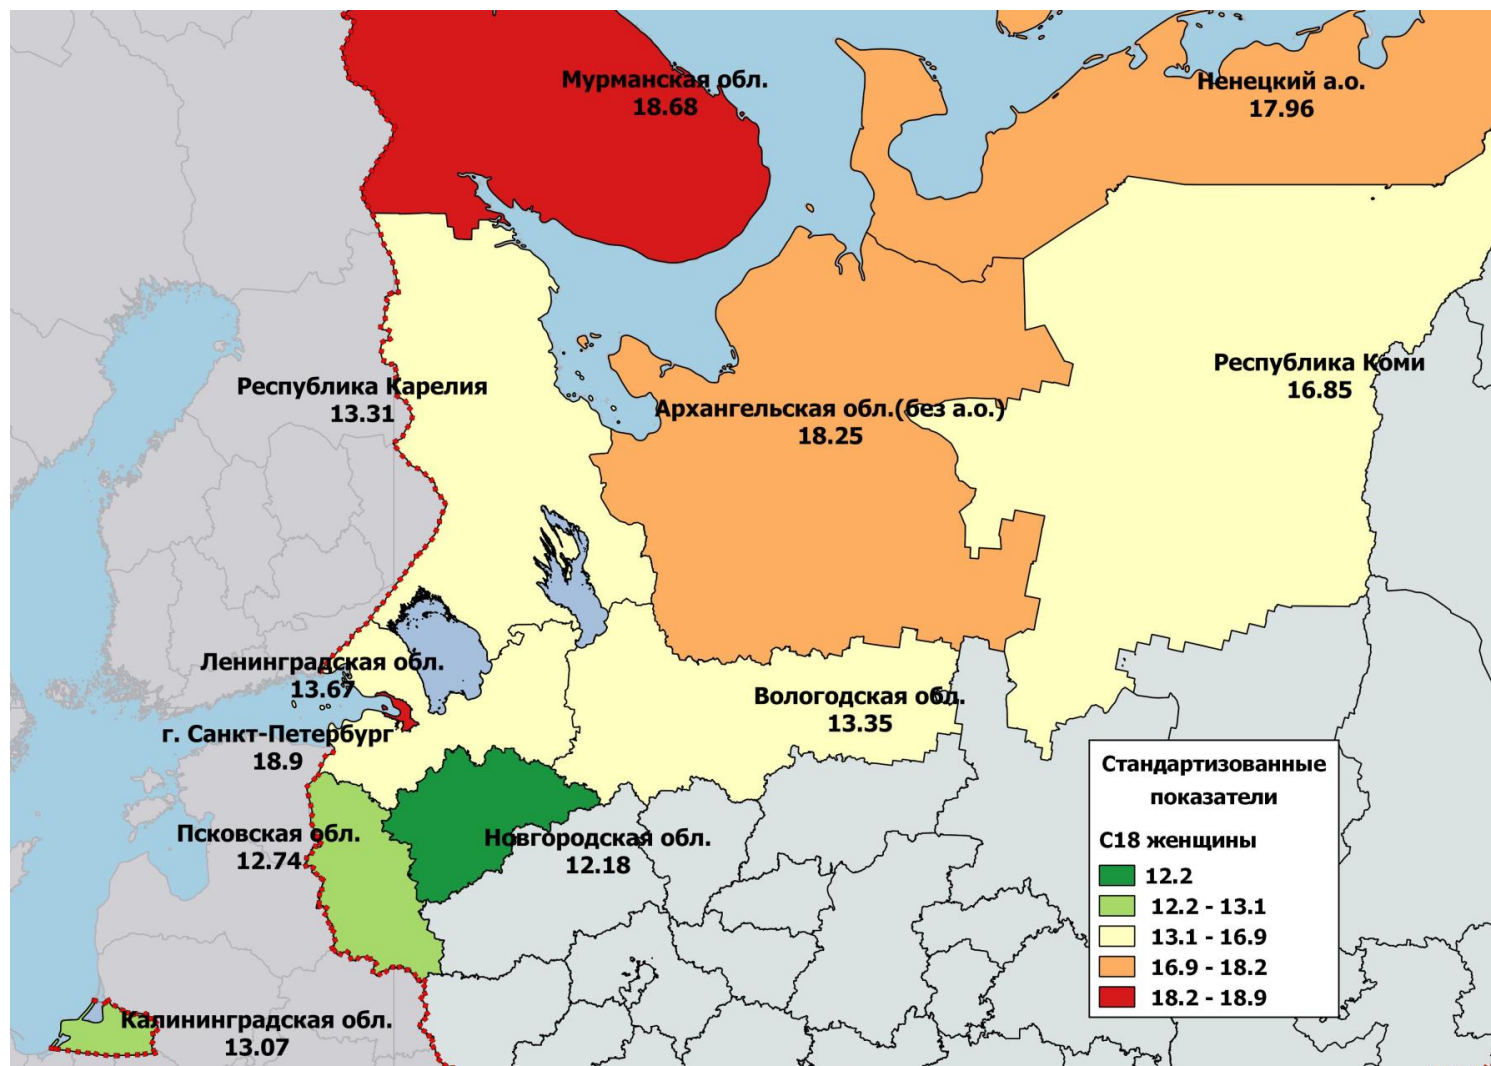 Мурманская обл.
18.68
Ненецкий а.о.
17.96
Республика Карелия
13.31
Архангельская обл.(без а.о.)
18.25
Республика Коми
16.85
Ленинградская обл.
13.67
Вологодская обл.
13.35
г. Санкт-Петербург
18.9
Псковская обл.
12.74
Новгородская обл.
12.18
Калининградская обл.
13.07
Стандартизованные
показатели
С18 женщины
12.2
12.2 - 13.1
13.1 - 16.9
16.9 - 18.2
18.2 - 18.9